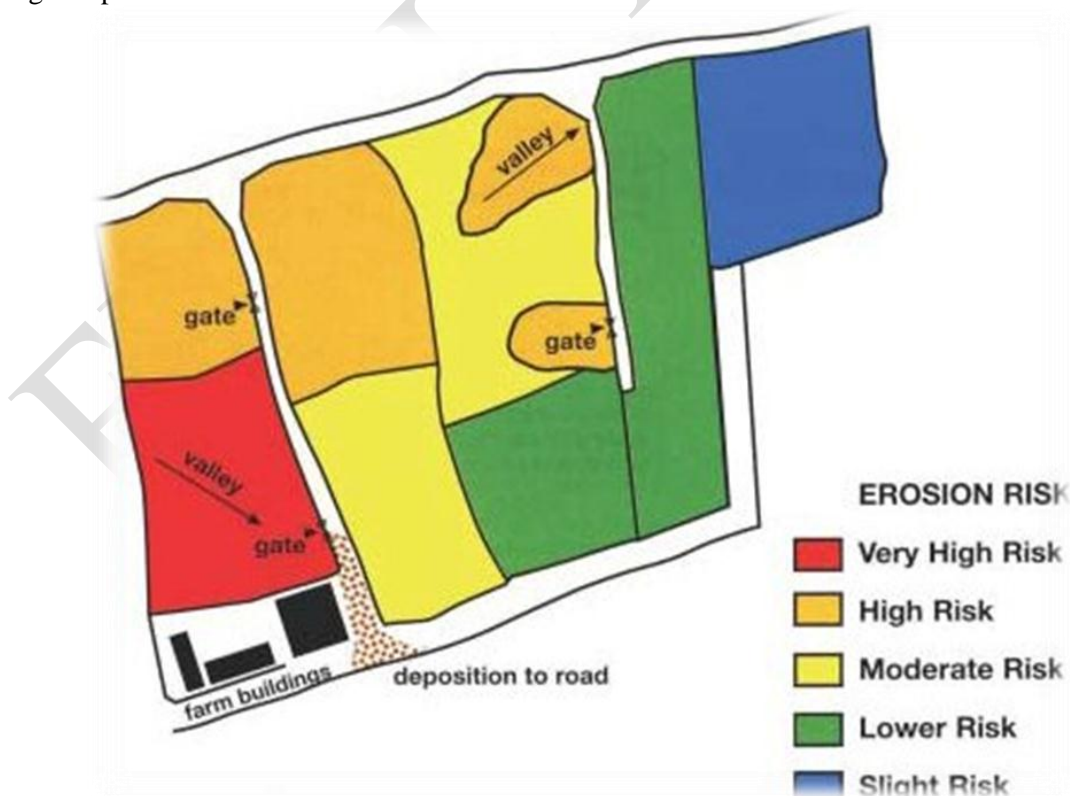 valley
gate
gate
valley
gate
EROSION RISK
Very High Risk
High Risk
Moderate Risk
Lower Risk
Slight Risk
deposition to road
farm buildings